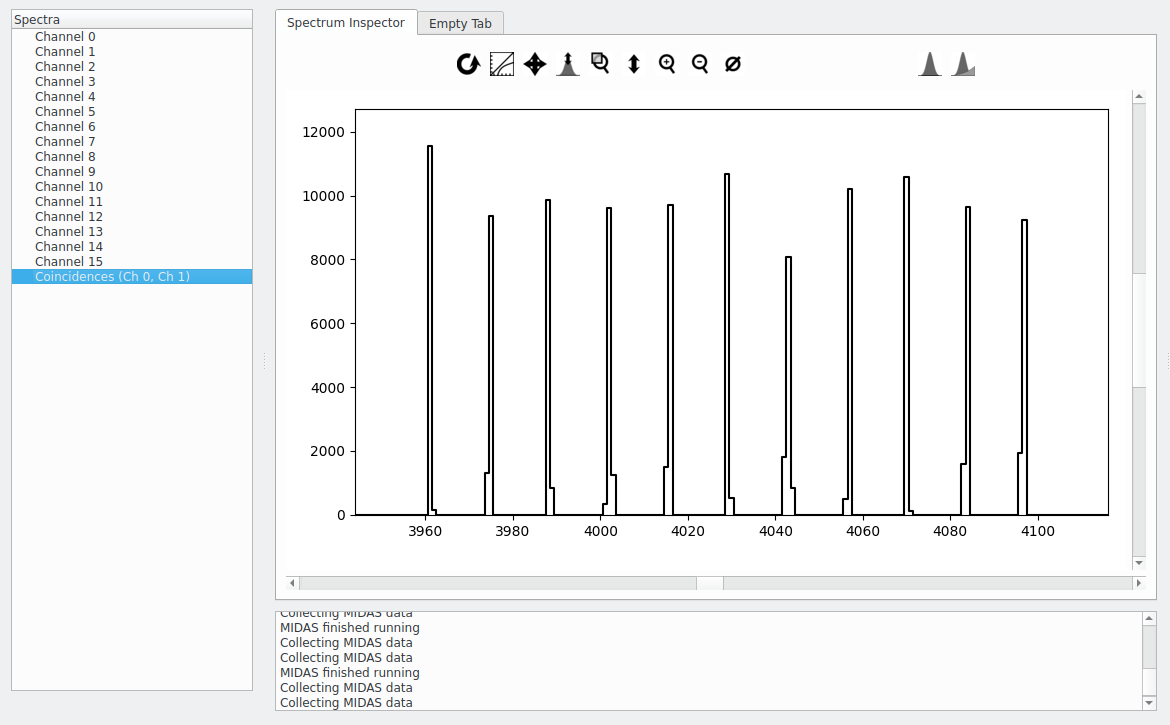 Spectra
Channel 0
Channel 1
Channel 2
Channel 3
Channel 4
Channel 5
Channel 6
Channel 7
Channel 8
Channel 9
Channel 10
Channel 11
Channel 12
Channel 13
Channel 14
Channel 15
Coincidences (Ch 0, Ch 1)
Spectrum Inspector Empty Tab
12000
10000
8000
6000
4000
2000
0
3960 3980 4000 4020 4040 4060 4080 4100
Collecting MIDAS data
MIDAS finished running
Collecting MIDAS data
Collecting MIDAS data
MIDAS finished running
Collecting MIDAS data
Collecting MIDAS data